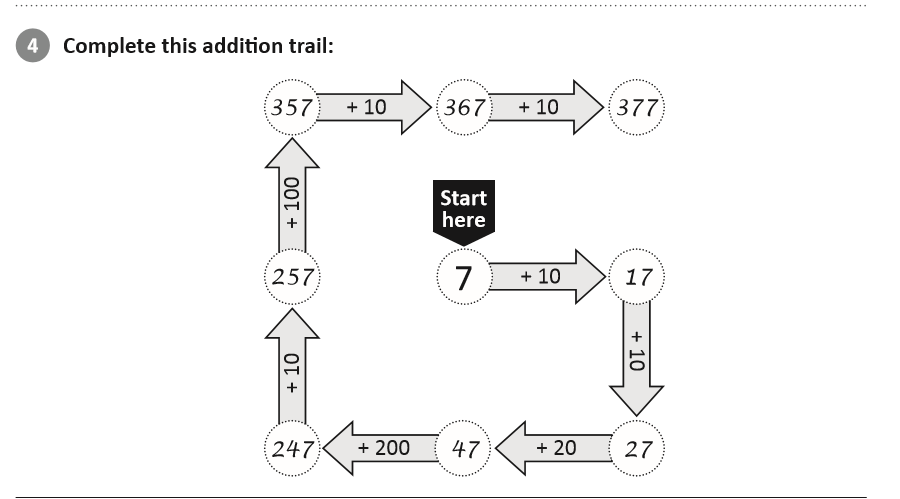 4 Complete this addition trail:
357 + 10 367 + 10 377
+ 100
Start
here
257 7 + 10 17
+ 10
+ 10
247 + 200 47 + 20 27